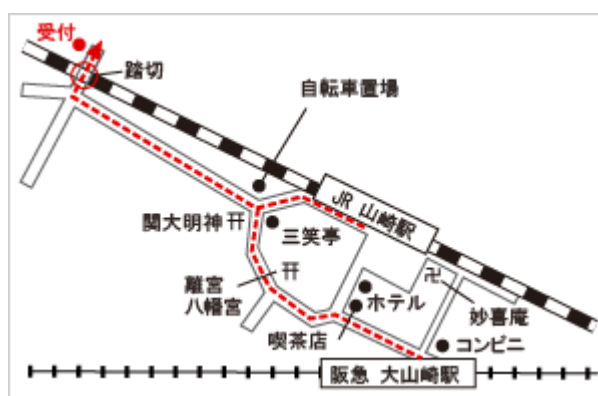 受付
踏切
自転車置場
JR 山崎駅
関大明神
三笑亭
離宮
八幡宮
ホテル
妙喜庵
喫茶店
コンビニ
阪急 大山崎駅